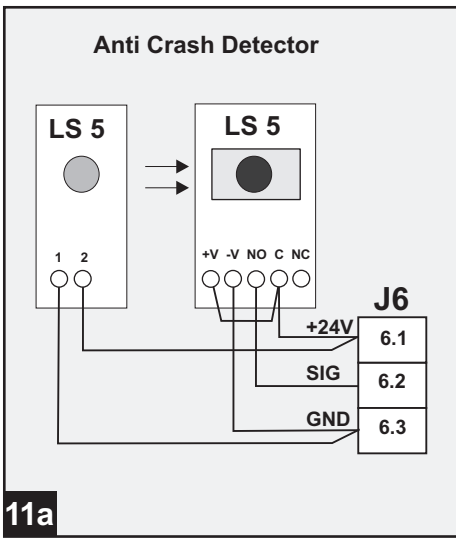 Anti Crash Detector
LS 5
LS 5
1 2
+V -V NO C NC
J6
+24V
6.1
SIG
6.2
GND
6.3
11a